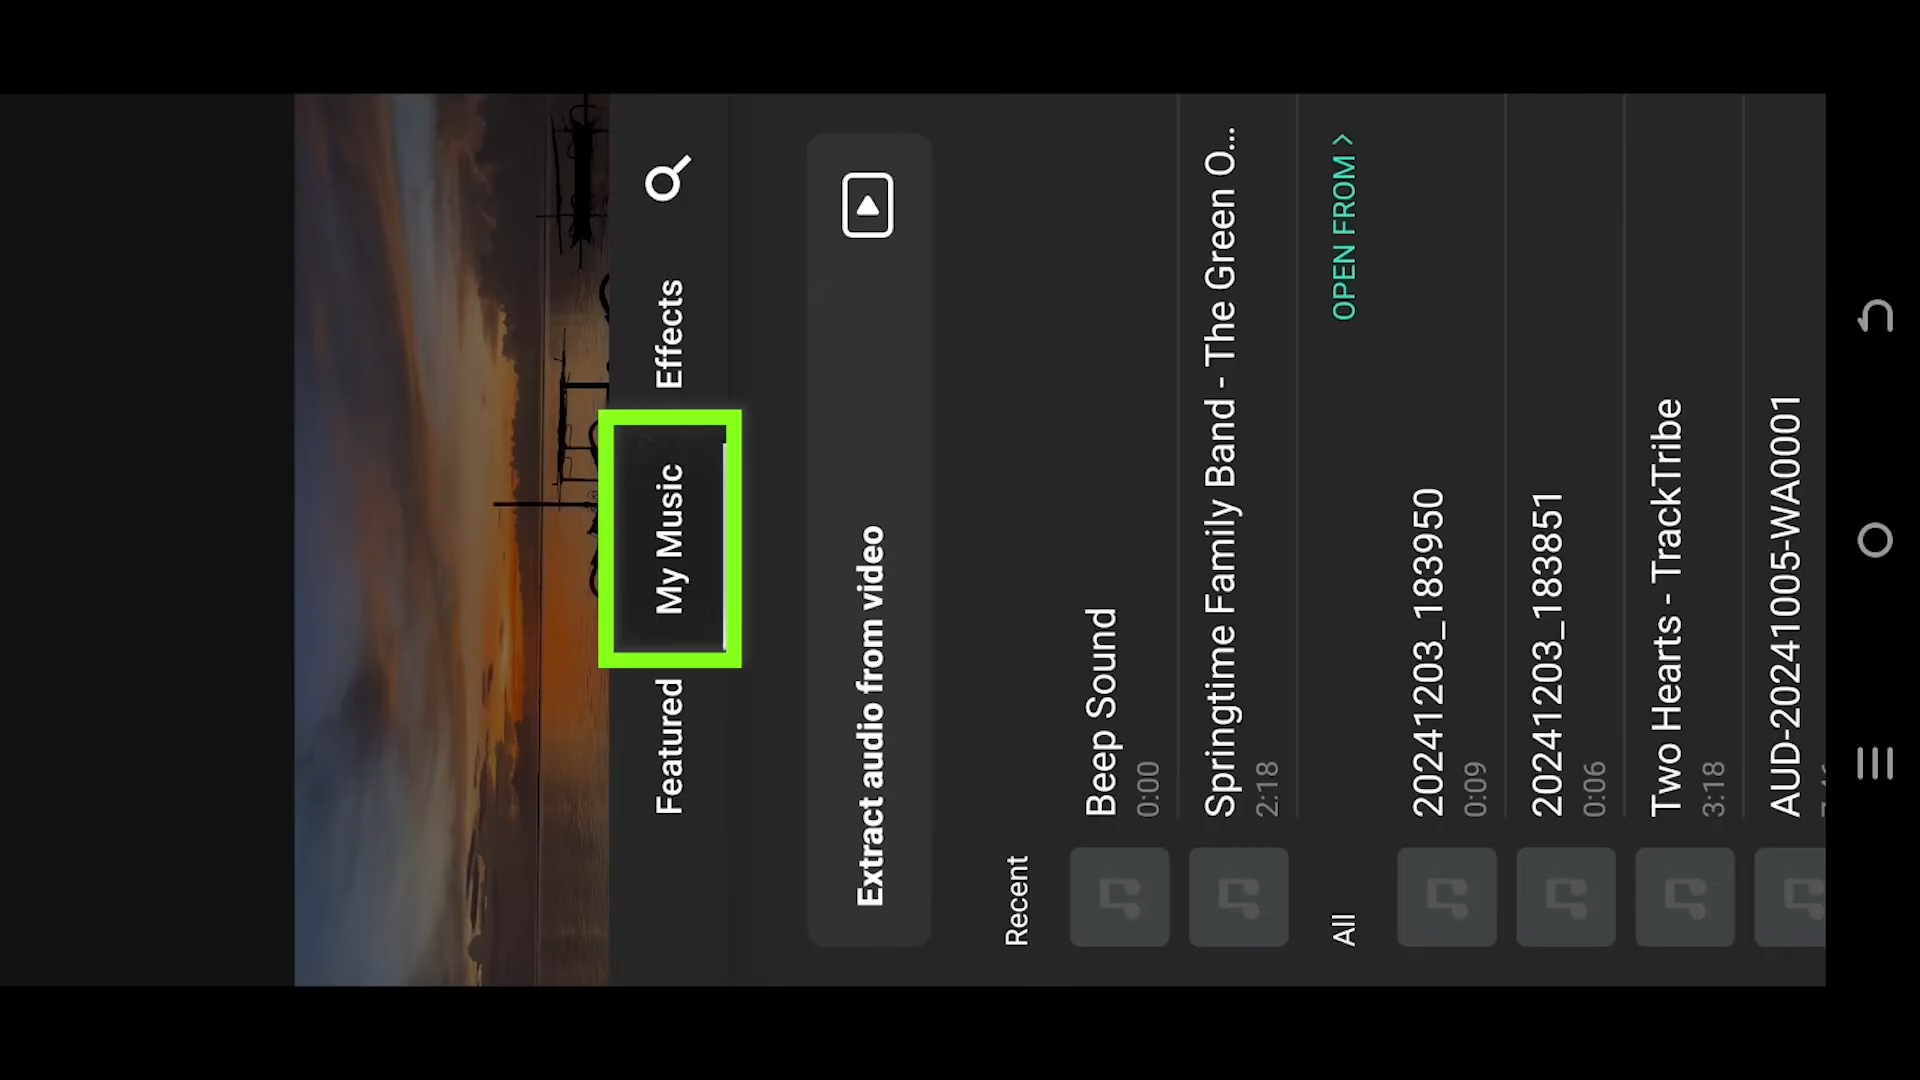 Featured My Music Effects
Extract audio from video
Recent
Beep Sound
0:00
Springtime Family Band - The Green O...
2:18
All OPEN FROM >
20241203_183950
0:09
20241203_183851
0:06
Two Hearts - TrackTribe
3:18
AUD-20241005-WA0001